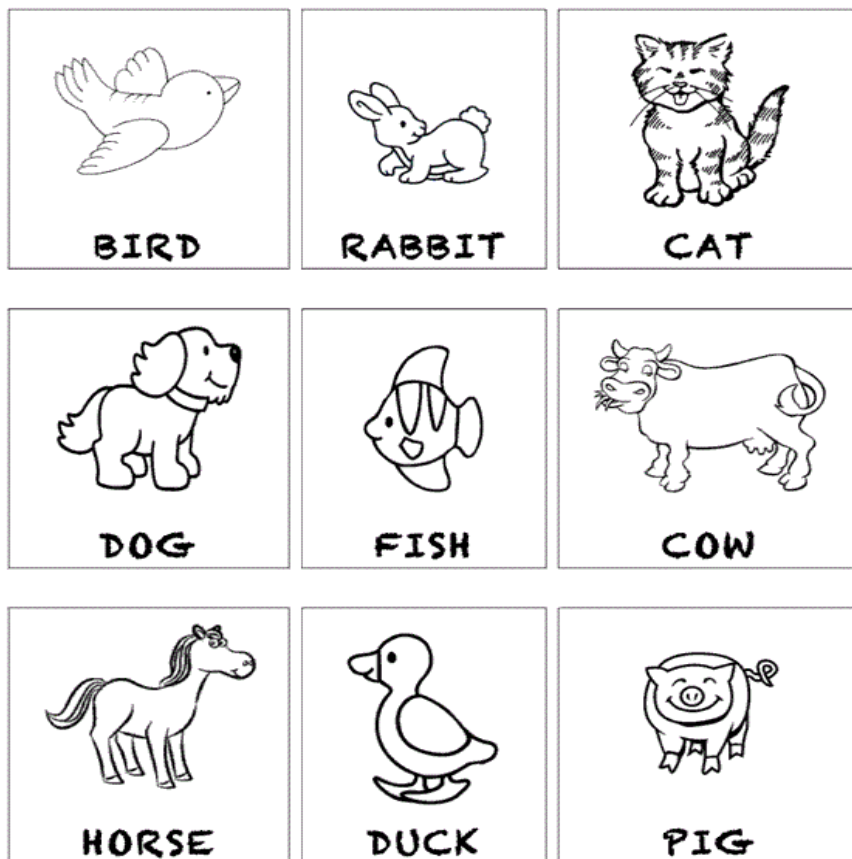 BIRD
RABBIT
CAT
DOG
FISH
COW
HORSE
DUCK
PIG